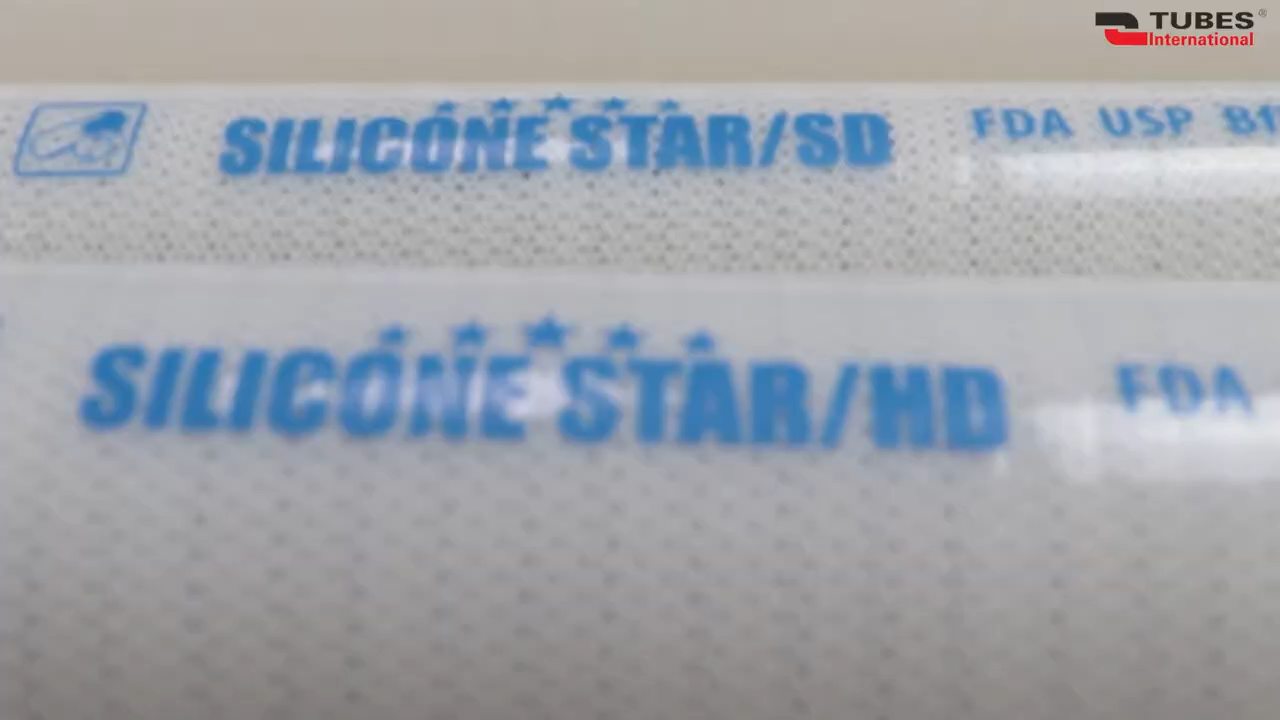 TUBES®
International
SILICONE STAR/SD FDA USP
SILICONE STAR/HD FDA